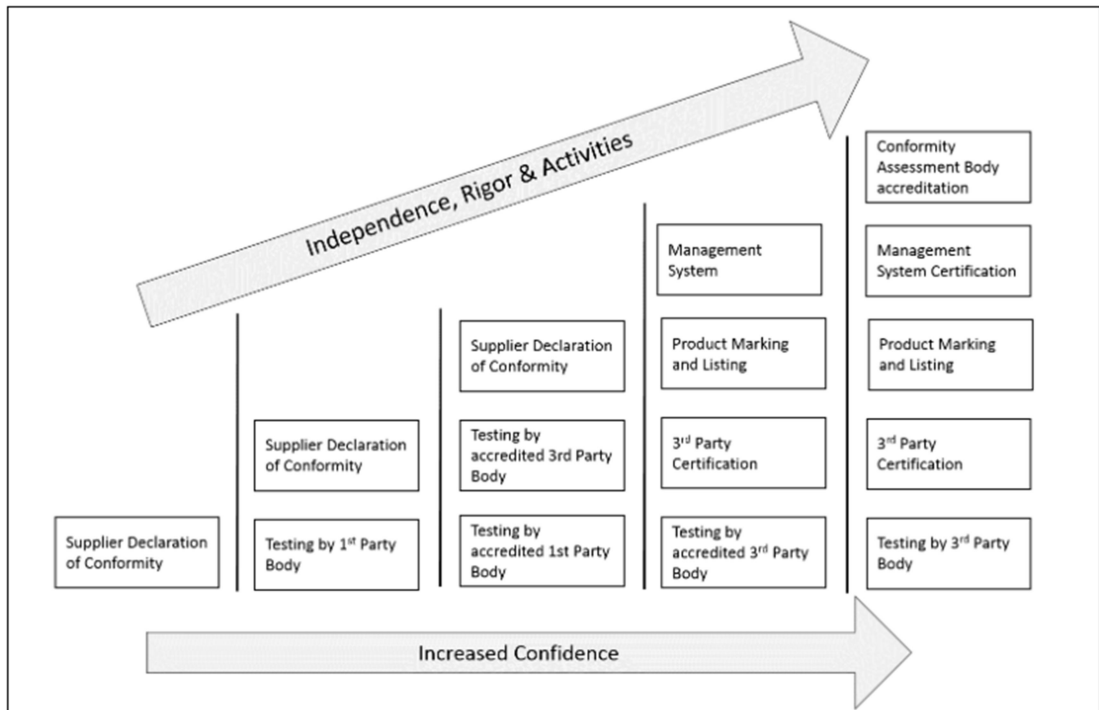 Independence, Rigor & Activities
Conformity
Assessment Body
accreditation
Management
System
Management
System Certification
Supplier Declaration
of Conformity
Product Marking
and Listing
Product Marking
and Listing
Supplier Declaration
of Conformity
Testing by
accredited 3rd Party
Body
3rd Party
Certification
3rd Party
Certification
Supplier Declaration
of Conformity
Testing by 1st Party
Body
Testing by
accredited 1st Party
Body
Testing by
accredited 3rd Party
Body
Testing by 3rd Party
Body
Increased Confidence